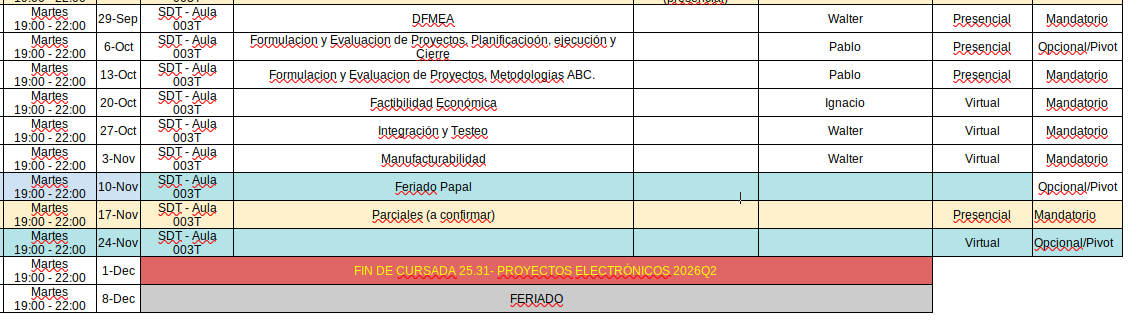 (presencial)
Martes 19:00 - 22:00 29-Sep SDT - Aula 003T DFMEA Walter Presencial Mandatorio
Martes 19:00 - 22:00 6-Oct SDT - Aula 003T Formulacion y Evaluacion de Proyectos, Planificacioón, ejecución y Cierre Pablo Presencial Opcional/Pivot
Martes 19:00 - 22:00 13-Oct SDT - Aula 003T Formulacion y Evaluacion de Proyectos, Metodologias ABC. Pablo Presencial Mandatorio
Martes 19:00 - 22:00 20-Oct SDT - Aula 003T Factibilidad Económica Ignacio Virtual Mandatorio
Martes 19:00 - 22:00 27-Oct SDT - Aula 003T Integración y Testeo Walter Virtual Mandatorio
Martes 19:00 - 22:00 3-Nov SDT - Aula 003T Manufacturabilidad Walter Virtual Mandatorio
Martes 19:00 - 22:00 10-Nov SDT - Aula 003T Feriado Papal Opcional/Pivot
Martes 19:00 - 22:00 17-Nov SDT - Aula 003T Parciales (a confirmar) Presencial Mandatorio
Martes 19:00 - 22:00 24-Nov SDT - Aula 003T Virtual Opcional/Pivot
Martes 19:00 - 22:00 1-Dec FIN DE CURSADA 25.31- PROYECTOS ELECTRÓNICOS 2026Q2
Martes 19:00 - 22:00 8-Dec FERIADO